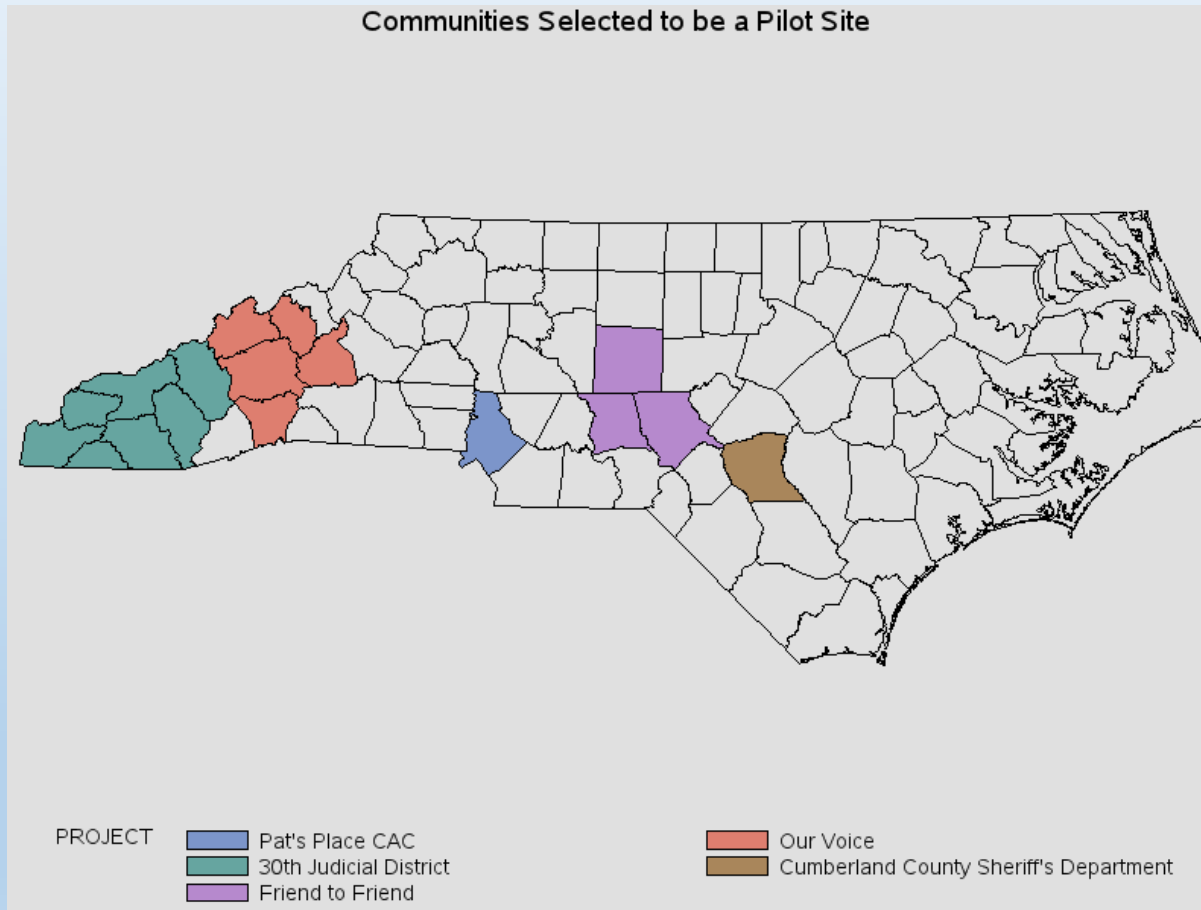 Communities Selected to be a Pilot Site
PROJECT
Pat's Place CAC
30th Judicial District
Friend to Friend
Our Voice
Cumberland County Sheriff's Department